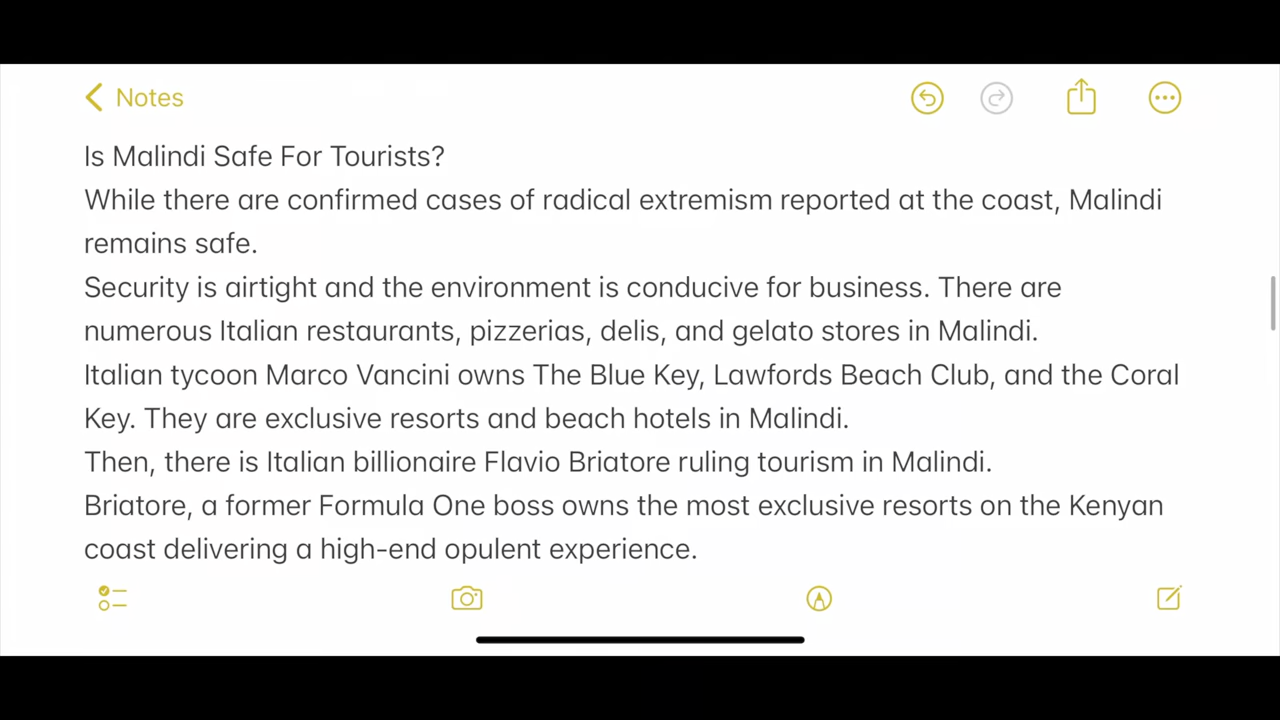 Notes
Is Malindi Safe For Tourists?
While there are confirmed cases of radical extremism reported at the coast, Malindi
remains safe.
Security is airtight and the environment is conducive for business. There are
numerous Italian restaurants, pizzerias, delis, and gelato stores in Malindi.
Italian tycoon Marco Vancini owns The Blue Key, Lawfords Beach Club, and the Coral
Key. They are exclusive resorts and beach hotels in Malindi.
Then, there is Italian billionaire Flavio Briatore ruling tourism in Malindi.
Briatore, a former Formula One boss owns the most exclusive resorts on the Kenyan
coast delivering a high-end opulent experience.